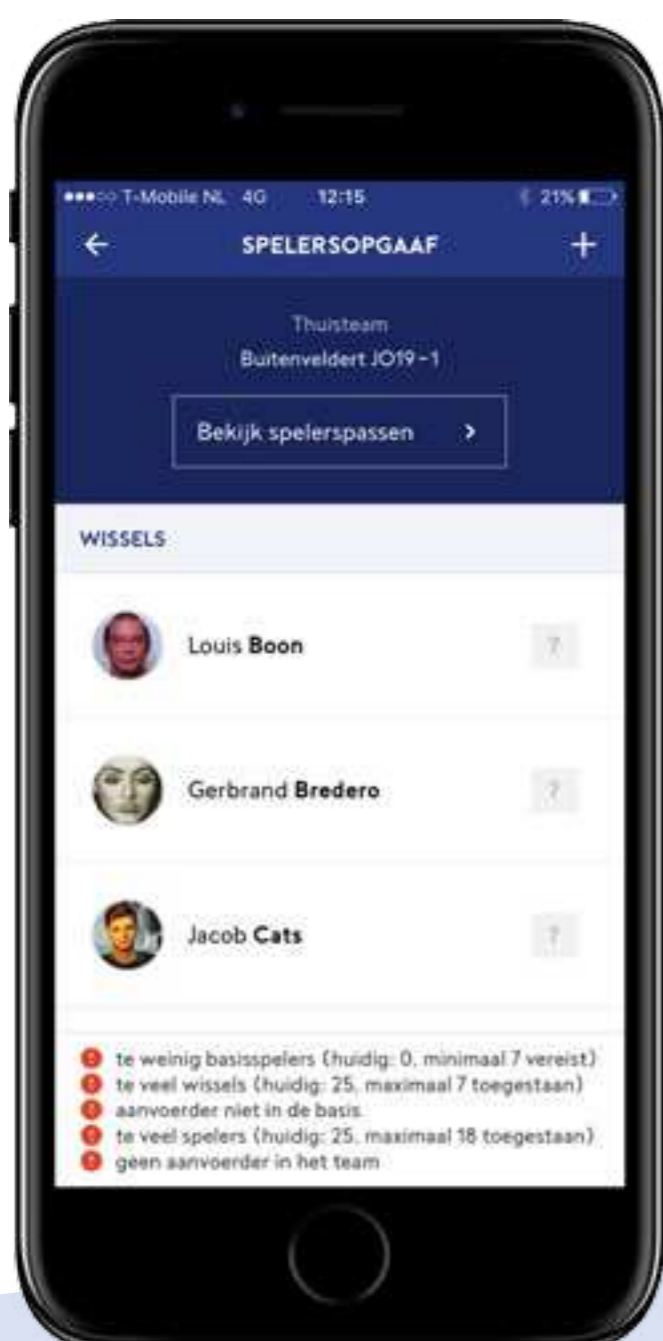 T-Mobile NL 4G 12:15 21%
SPELERSOPGAAF
Thuisteam
Buitenveldert JO19-1
Bekijk spelerspassen
WISSELS
Louis Boon ?
Gerbrand Bredero ?
Jacob Cats ?
te weinig basisspelers (huidig: 0, minimaal 7 vereist)
te veel wissels (huidig: 25, maximaal 7 toegestaan)
aanvoerder niet in de basis
te veel spelers (huidig: 25, maximaal 18 toegestaan)
geen aanvoerder in het team